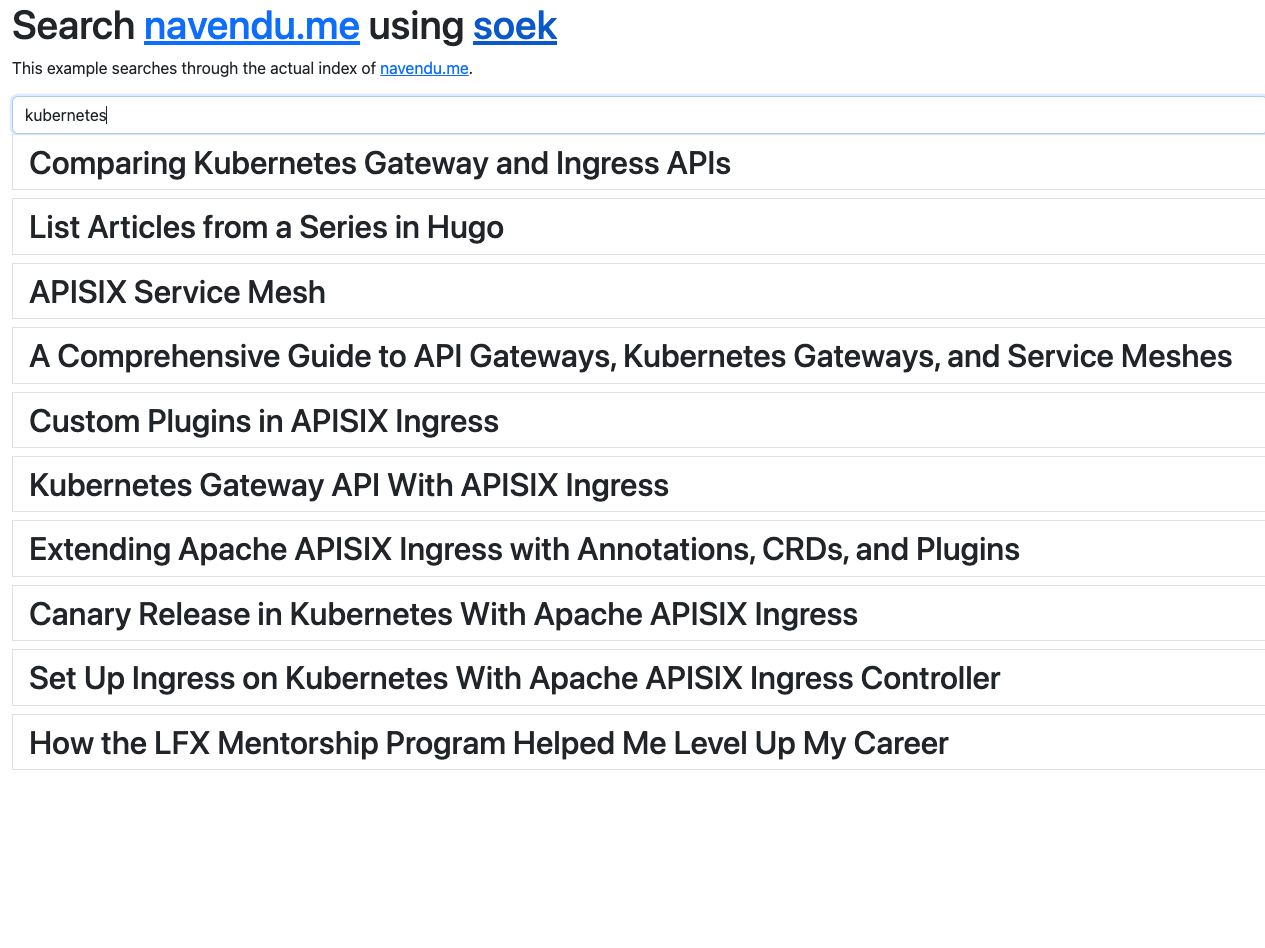 Search navendu.me using soek
This example searches through the actual index of navendu.me.
kubernetes
Comparing Kubernetes Gateway and Ingress APIs
List Articles from a Series in Hugo
APISIX Service Mesh
A Comprehensive Guide to API Gateways, Kubernetes Gateways, and Service Meshes
Custom Plugins in APISIX Ingress
Kubernetes Gateway API With APISIX Ingress
Extending Apache APISIX Ingress with Annotations, CRDs, and Plugins
Canary Release in Kubernetes With Apache APISIX Ingress
Set Up Ingress on Kubernetes With Apache APISIX Ingress Controller
How the LFX Mentorship Program Helped Me Level Up My Career